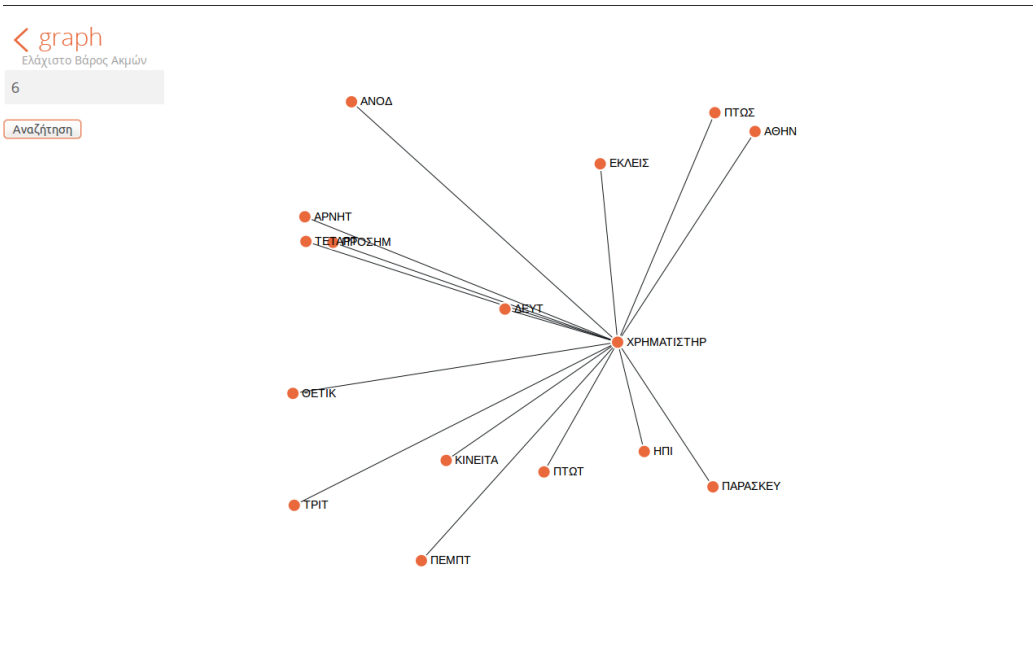 graph
Ελάχιστο Βάρος Ακμών
6
Αναζήτηση
ΑΝΟΔ
ΠΤΩΣ
ΑΘΗΝ
ΕΚΛΕΙΣ
ΑΡΝΗΤ
ΔΕΥΤ
ΧΡΗΜΑΤΙΣΤΗΡ
ΘΕΤΙΚ
ΗΠΙ
ΚΙΝΕΙΤΑ
ΠΤΩΤ
ΠΑΡΑΣΚΕΥ
ΤΡΙΤ
ΠΕΜΠΤ